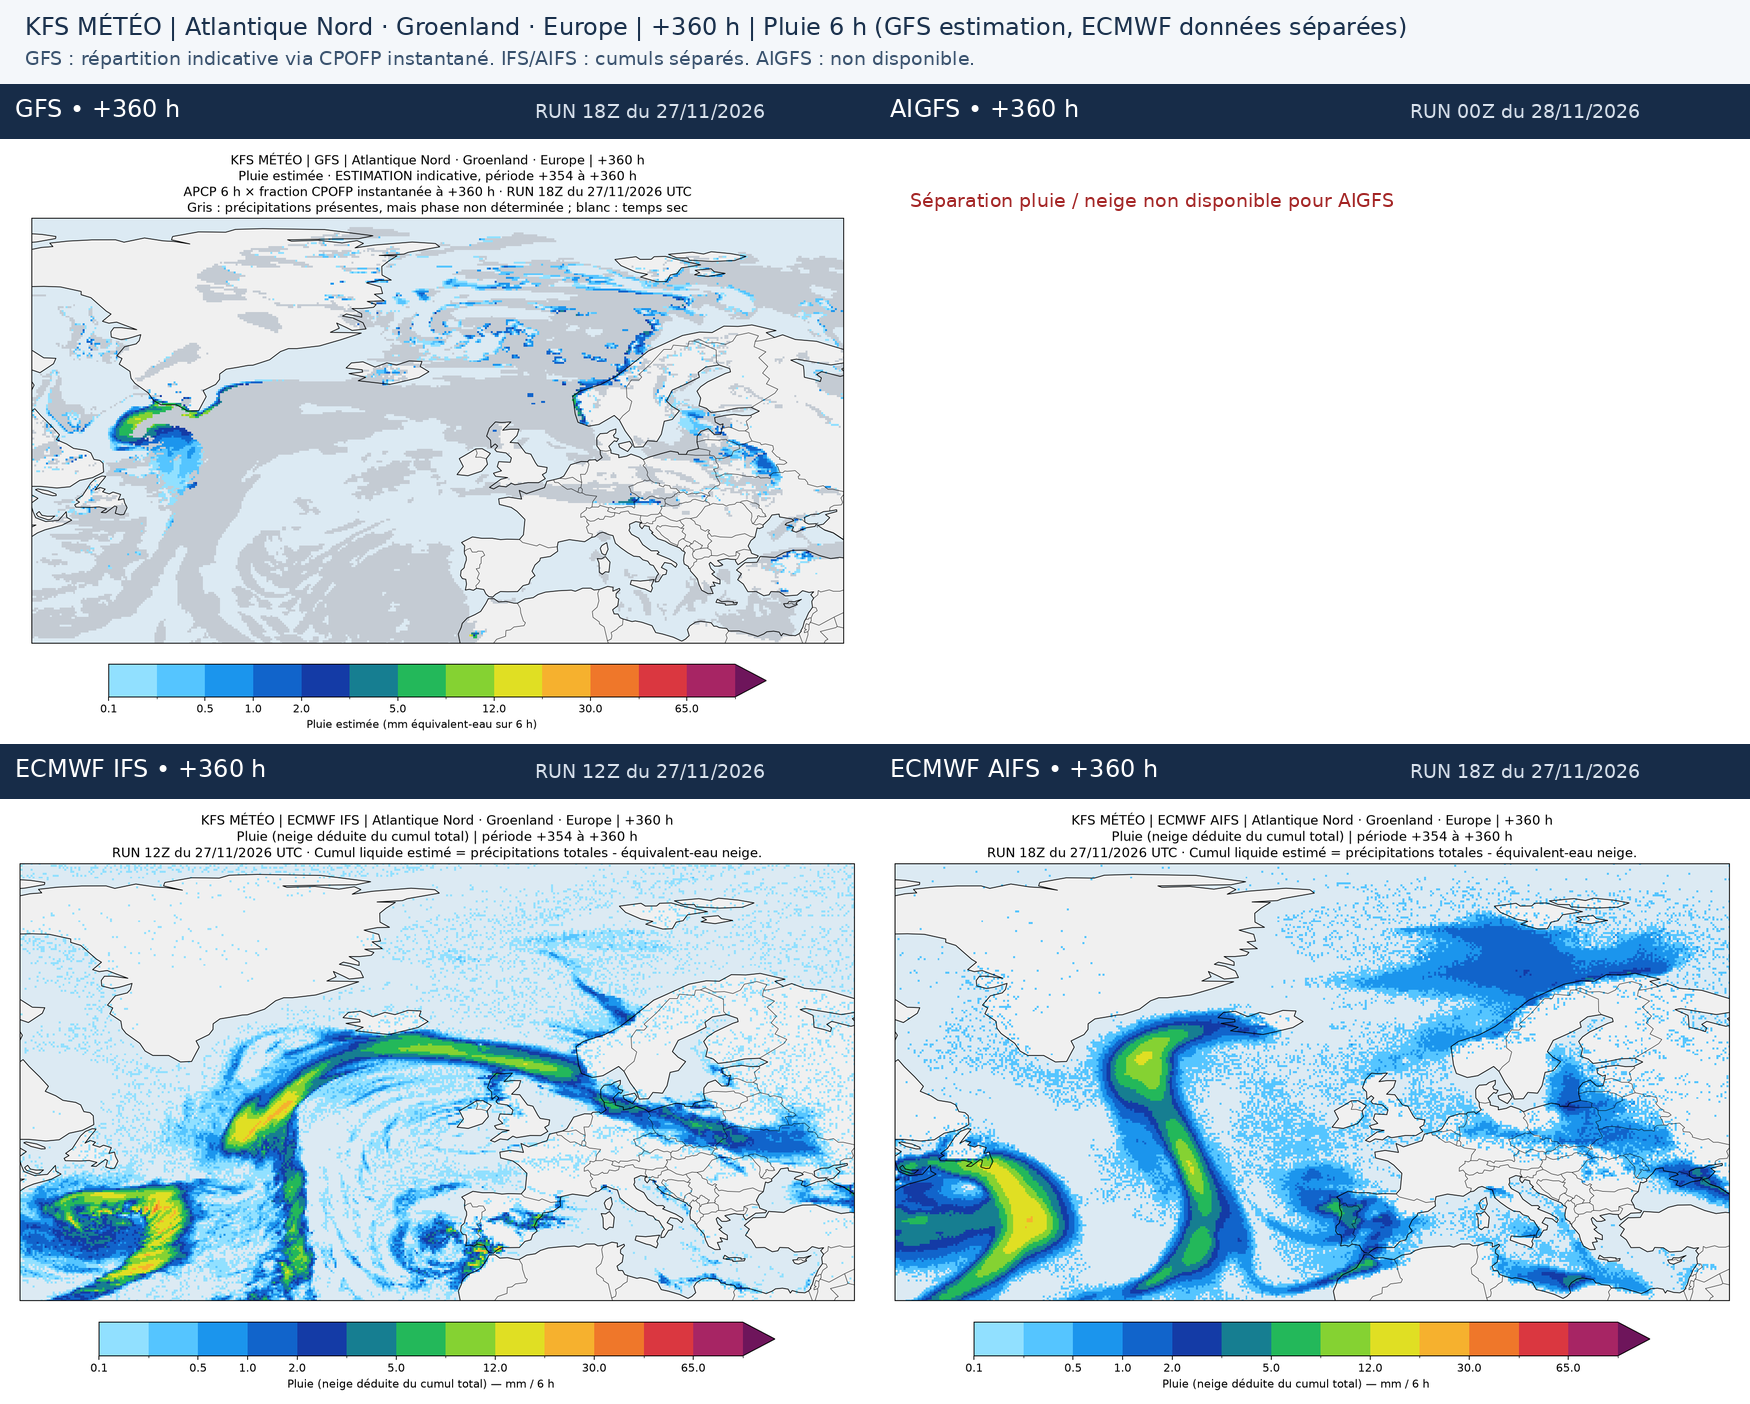 KFS MÉTÉO | Atlantique Nord · Groenland · Europe | +360 h | Pluie 6 h (GFS estimation, ECMWF données séparées)
GFS : répartition indicative via CPOFP instantané. IFS/AIFS : cumuls séparés. AIGFS : non disponible.
GFS • +360 h
RUN 18Z du 27/11/2026
AIGFS • +360 h
RUN 00Z du 28/11/2026
KFS MÉTÉO | GFS | Atlantique Nord · Groenland · Europe | +360 h
Pluie estimée · ESTIMATION indicative, période +354 à +360 h
APCP 6 h × fraction CPOFP instantanée à +360 h · RUN 18Z du 27/11/2026 UTC
Gris : précipitations présentes, mais phase non déterminée ; blanc : temps sec
Séparation pluie / neige non disponible pour AIGFS
0.1 0.5 1.0 2.0 5.0 12.0 30.0 65.0
Pluie estimée (mm équivalent-eau sur 6 h)
ECMWF IFS • +360 h
RUN 12Z du 27/11/2026
ECMWF AIFS • +360 h
RUN 18Z du 27/11/2026
KFS MÉTÉO | ECMWF IFS | Atlantique Nord · Groenland · Europe | +360 h
Pluie (neige déduite du cumul total) | période +354 à +360 h
RUN 12Z du 27/11/2026 UTC · Cumul liquide estimé = précipitations totales - équivalent-eau neige.
KFS MÉTÉO | ECMWF AIFS | Atlantique Nord · Groenland · Europe | +360 h
Pluie (neige déduite du cumul total) | période +354 à +360 h
RUN 18Z du 27/11/2026 UTC · Cumul liquide estimé = précipitations totales - équivalent-eau neige.
0.1 0.5 1.0 2.0 5.0 12.0 30.0 65.0
Pluie (neige déduite du cumul total) — mm / 6 h
0.1 0.5 1.0 2.0 5.0 12.0 30.0 65.0
Pluie (neige déduite du cumul total) — mm / 6 h